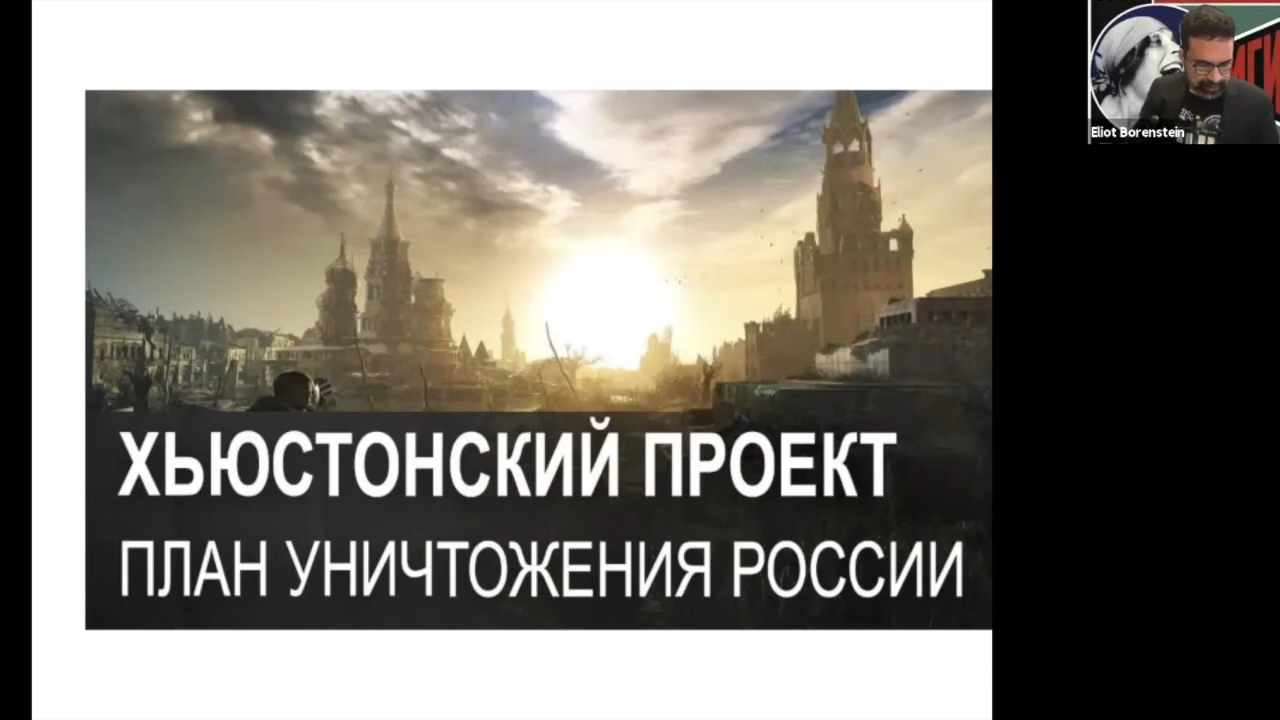 ХЬЮСТОНСКИЙ ПРОЕКТ
ПЛАН УНИЧТОЖЕНИЯ РОССИИ
Eliot Borenstein